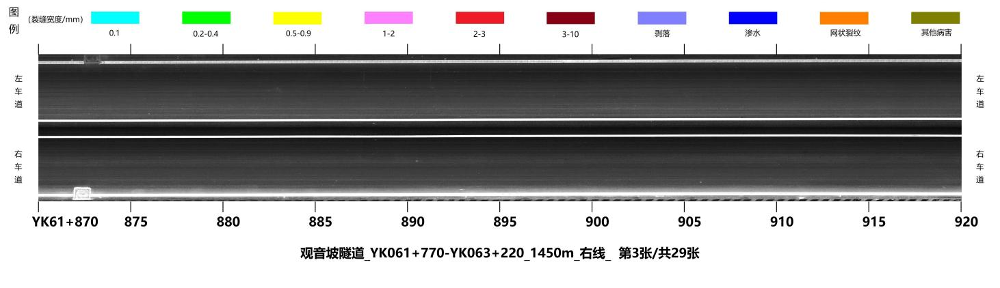 图例 (裂缝宽度/mm) 0.1 0.2-0.4 0.5-0.9 1-2 2-3 3-10 剥落 渗水 网状裂纹 其他病害
左车道 左车道
右车道 右车道
YK61+870 875 880 885 890 895 900 905 910 915 920
观音坡隧道_YK061+770-YK063+220_1450m_右线_ 第3张/共29张